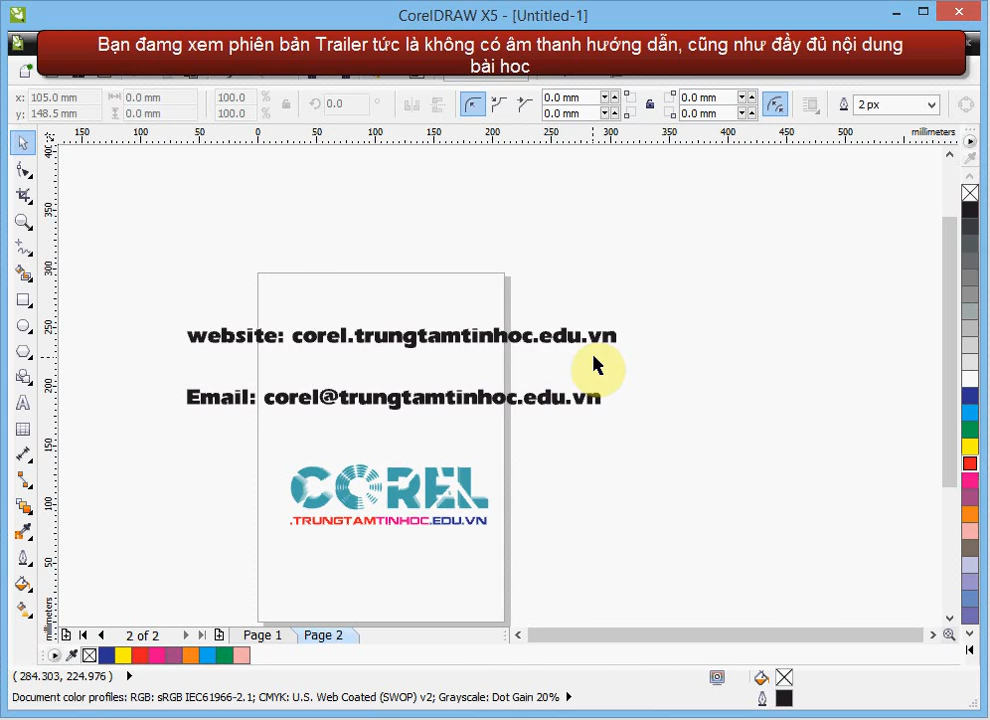 CorelDRAW X5 - [Untitled-1]
Bạn đamg xem phiên bản Trailer tức là không có âm thanh hướng dẫn, cũng như đầy đủ nội dung
bài hoc
x: 105.0 mm 0.0 mm 100.0 % 0.0 ° 0.0 mm 0.0 mm 2 px
y: 148.5 mm 0.0 mm 100.0 % 0.0 mm 0.0 mm
150 100 50 0 50 100 150 200 250 300 350 400 450 500 millimeters
350
300
250
200
150
100
50
millimeters
website: corel.trungtamtinhoc.edu.vn
Email: corel@trungtamtinhoc.edu.vn
COREL
.TRUNGTAMTINHOC.EDU.VN
2 of 2 Page 1 Page 2
( 284.303, 224.976 )
Document color profiles: RGB: sRGB IEC61966-2.1; CMYK: U.S. Web Coated (SWOP) v2; Grayscale: Dot Gain 20%